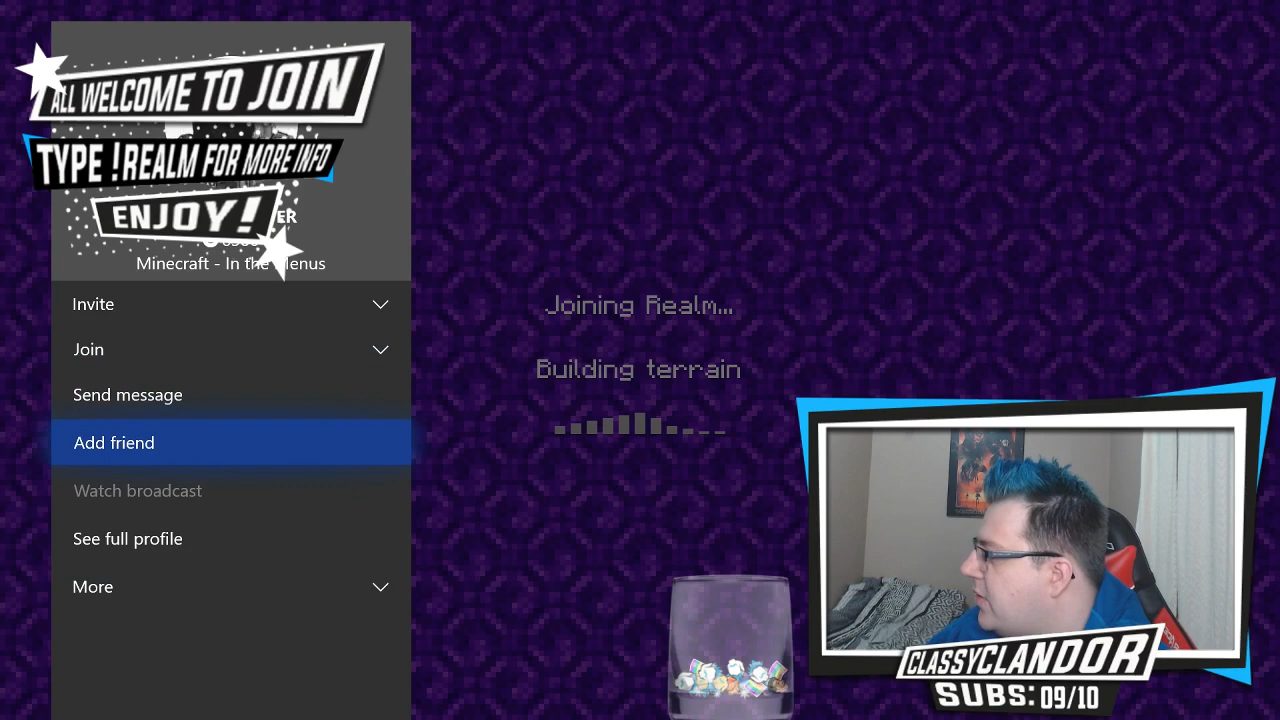 ALL WELCOME TO JOIN
TYPE !REALM FOR MORE INFO
ENJOY!
ER
Minecraft - In the Menus
Invite
Join
Send message
Add friend
Watch broadcast
See full profile
More
Joining Realm...
Building terrain
CLASSYCLANDOR
SUBS: 09/10